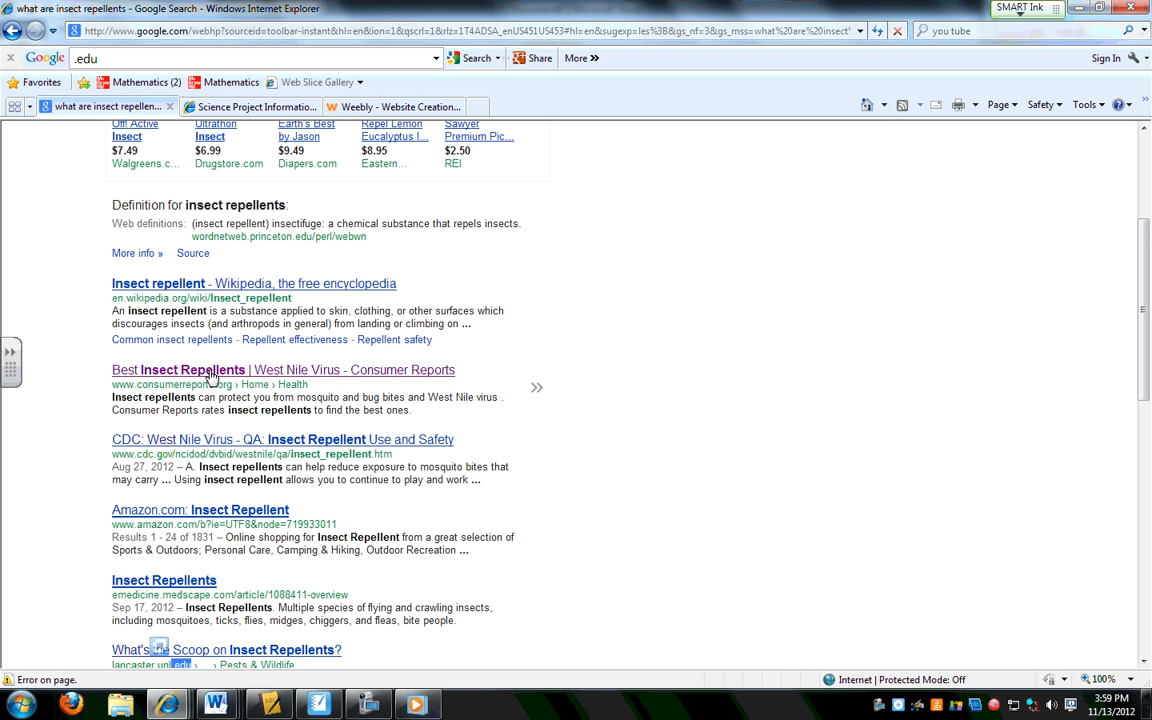 what are insect repellents - Google Search - Windows Internet Explorer
SMART Ink
http://www.google.com/webhp?sourceid=toolbar-instant&hl=en&ion=1&qscrl=1&rlz=1T4ADSA_enUS451US453#hl=en&sugexp=les%3B&gs_nf=3&gs_mss=what%20are%20insect%
you tube
Google
.edu
Search
Share
More »
Sign In
Favorites
Mathematics (2)
Mathematics
Web Slice Gallery
what are insect repellen...
Science Project Informatio...
Weebly - Website Creation...
Page
Safety
Tools
Off! Active Ultrathon Earth's Best Repel Lemon Sawyer
Insect Insect by Jason Eucalyptus I... Premium Pic...
$7.49 $6.99 $9.49 $8.95 $2.50
Walgreens.c... Drugstore.com Diapers.com Eastern... REI
Definition for insect repellents:
Web definitions: (insect repellent) insectifuge: a chemical substance that repels insects.
wordnetweb.princeton.edu/perl/webwn
More info » Source
Insect repellent - Wikipedia, the free encyclopedia
en.wikipedia.org/wiki/Insect_repellent
An insect repellent is a substance applied to skin, clothing, or other surfaces which
discourages insects (and arthropods in general) from landing or climbing on ...
Common insect repellents - Repellent effectiveness - Repellent safety
Best Insect Repellents | West Nile Virus - Consumer Reports
www.consumerreports.org › Home › Health
Insect repellents can protect you from mosquito and bug bites and West Nile virus .
Consumer Reports rates insect repellents to find the best ones.
CDC: West Nile Virus - QA: Insect Repellent Use and Safety
www.cdc.gov/ncidod/dvbid/westnile/qa/insect_repellent.htm
Aug 27, 2012 – A. Insect repellents can help reduce exposure to mosquito bites that
may carry ... Using insect repellent allows you to continue to play and work ...
Amazon.com: Insect Repellent
www.amazon.com/b?ie=UTF8&node=719933011
Results 1 - 24 of 1831 – Online shopping for Insect Repellent from a great selection of
Sports & Outdoors; Personal Care, Camping & Hiking, Outdoor Recreation ...
Insect Repellents
emedicine.medscape.com/article/1088411-overview
Sep 17, 2012 – Insect Repellents. Multiple species of flying and crawling insects,
including mosquitoes, ticks, flies, midges, chiggers, and fleas, bite people.
What's the Scoop on Insect Repellents?
lancaster.unl.edu › ... › Pests & Wildlife
Error on page.
Internet | Protected Mode: Off
100%
3:59 PM
11/13/2012